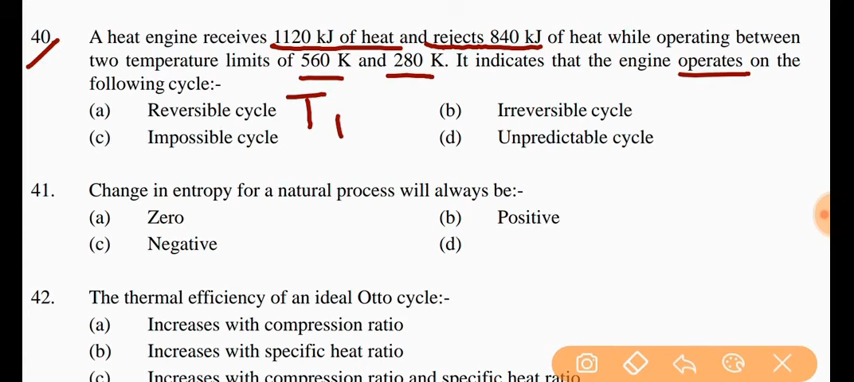 40. A heat engine receives 1120 kJ of heat and rejects 840 kJ of heat while operating between
two temperature limits of 560 K and 280 K. It indicates that the engine operates on the
following cycle:-
(a) Reversible cycle (b) Irreversible cycle
T1
(c) Impossible cycle (d) Unpredictable cycle
41. Change in entropy for a natural process will always be:-
(a) Zero (b) Positive
(c) Negative (d)
42. The thermal efficiency of an ideal Otto cycle:-
(a) Increases with compression ratio
(b) Increases with specific heat ratio
(c) Increases with compression ratio and specific heat ratio